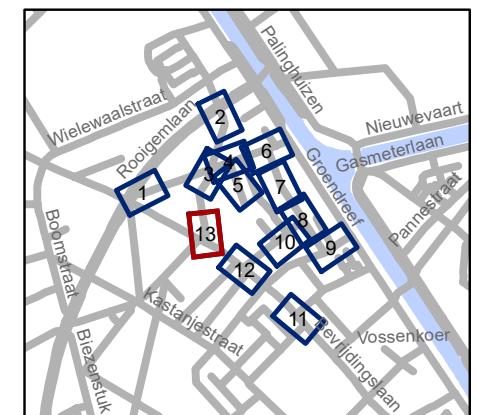 Palinghuizen
Wielewaalstraat
Rooigemlaan
Nieuwevaart
Gasmeterlaan
Groendreef
Pannestraat
Boomstraat
Kastanjestraat
Biezenstuk
Bevrijdingslaan
Vossenkoer
1
2
3
4
5
6
7
8
9
10
11
12
13